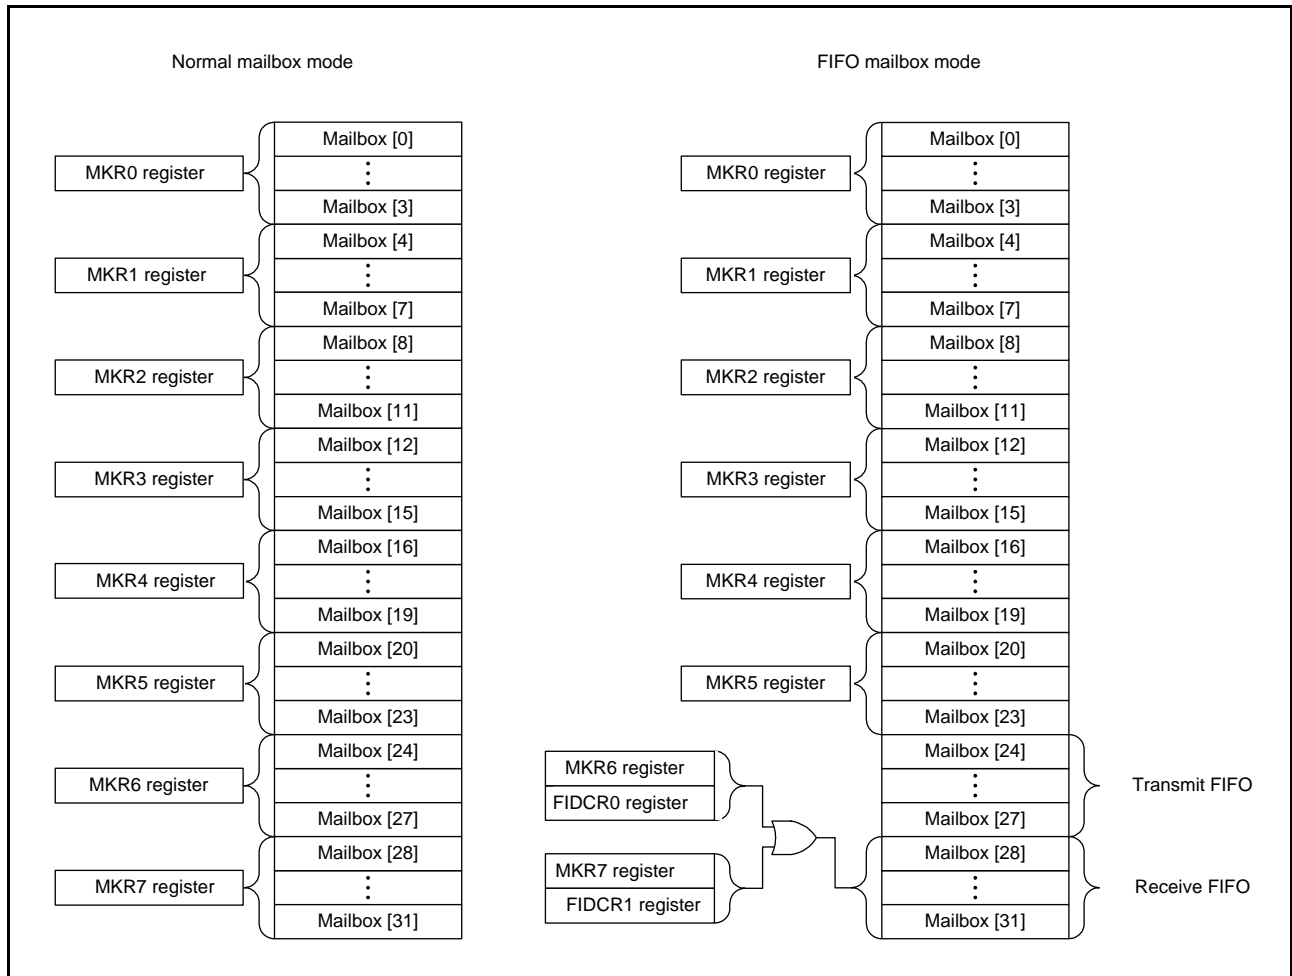 Normal mailbox mode
MKR0 register
Mailbox [0]
Mailbox [3]
MKR1 register
Mailbox [4]
Mailbox [7]
MKR2 register
Mailbox [8]
Mailbox [11]
MKR3 register
Mailbox [12]
Mailbox [15]
MKR4 register
Mailbox [16]
Mailbox [19]
MKR5 register
Mailbox [20]
Mailbox [23]
MKR6 register
Mailbox [24]
Mailbox [27]
MKR7 register
Mailbox [28]
Mailbox [31]
FIFO mailbox mode
MKR0 register
Mailbox [0]
Mailbox [3]
MKR1 register
Mailbox [4]
Mailbox [7]
MKR2 register
Mailbox [8]
Mailbox [11]
MKR3 register
Mailbox [12]
Mailbox [15]
MKR4 register
Mailbox [16]
Mailbox [19]
MKR5 register
Mailbox [20]
Mailbox [23]
MKR6 register
FIDCR0 register
Mailbox [24]
Mailbox [27]
Transmit FIFO
MKR7 register
FIDCR1 register
Mailbox [28]
Mailbox [31]
Receive FIFO